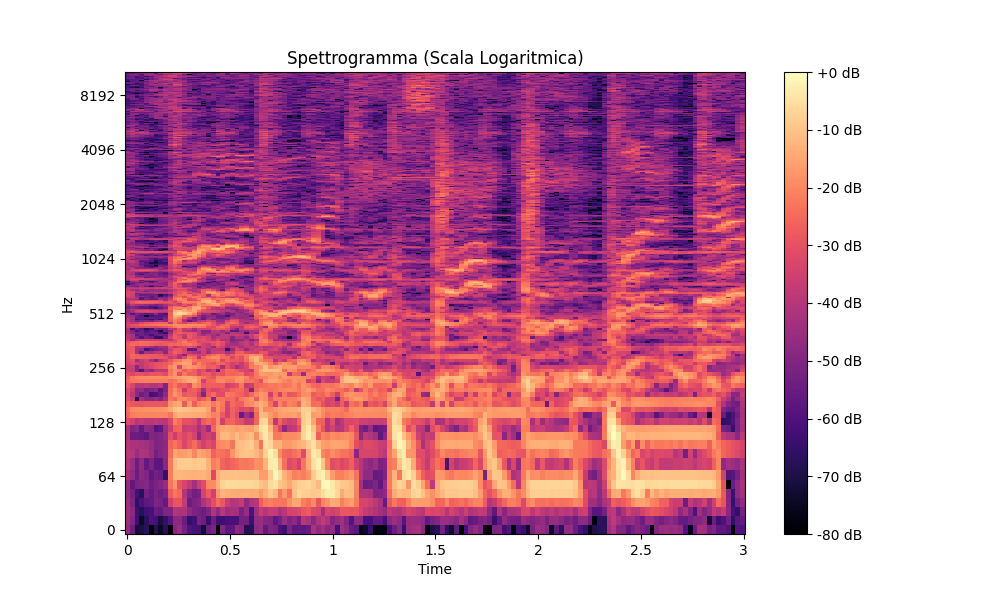 Spettrogramma (Scala Logaritmica)
Hz
8192
4096
2048
1024
512
256
128
64
0
0
0.5
1
1.5
2
2.5
3
Time
+0 dB
-10 dB
-20 dB
-30 dB
-40 dB
-50 dB
-60 dB
-70 dB
-80 dB